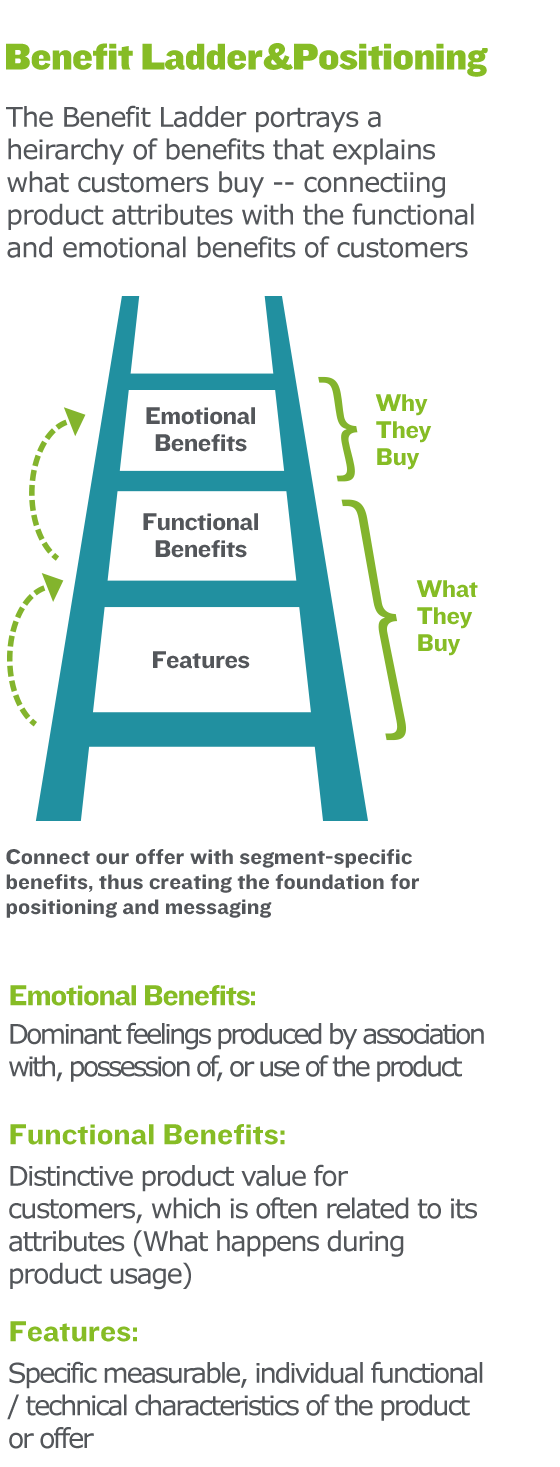 Benefit Ladder&Positioning
The Benefit Ladder portrays a
heirarchy of benefits that explains
what customers buy -- connectiing
product attributes with the functional
and emotional benefits of customers
Emotional
Benefits
Why
They
Buy
Functional
Benefits
What
They
Buy
Features
Connect our offer with segment-specific
benefits, thus creating the foundation for
positioning and messaging
Emotional Benefits:
Dominant feelings produced by association
with, possession of, or use of the product
Functional Benefits:
Distinctive product value for
customers, which is often related to its
attributes (What happens during
product usage)
Features:
Specific measurable, individual functional
/ technical characteristics of the product
or offer